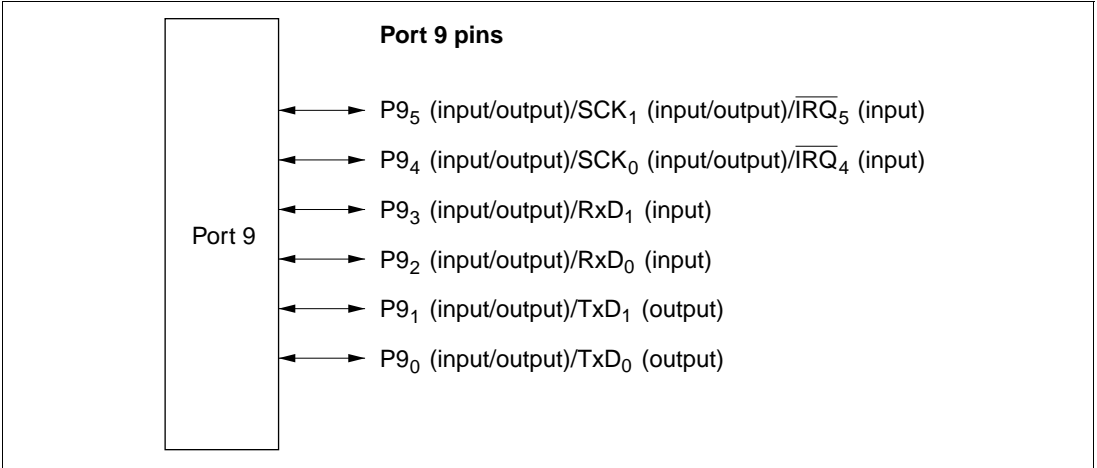 Port 9 pins
P9₅ (input/output)/SCK₁ (input/output)/I̅R̅Q̅₅ (input)
P9₄ (input/output)/SCK₀ (input/output)/I̅R̅Q̅₄ (input)
P9₃ (input/output)/RxD₁ (input)
Port 9
P9₂ (input/output)/RxD₀ (input)
P9₁ (input/output)/TxD₁ (output)
P9₀ (input/output)/TxD₀ (output)